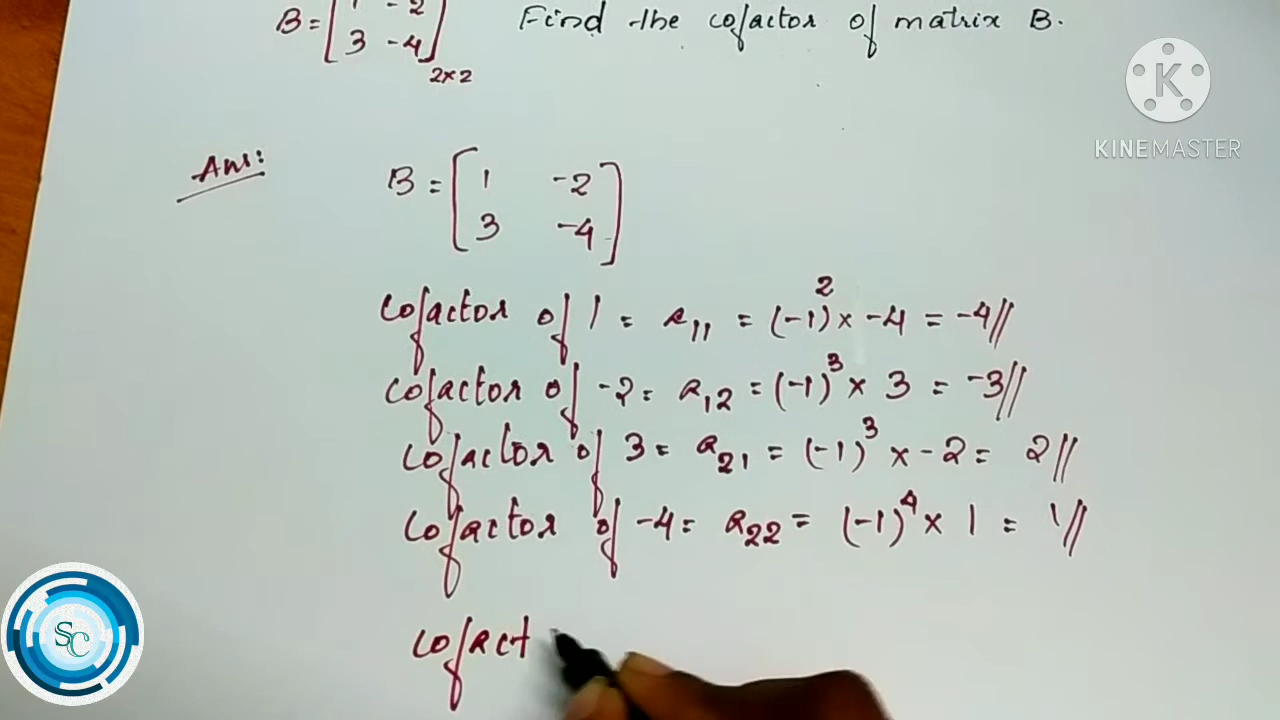 B = [ 1 -2 Find the cofactor of matrix B.
3 -4 ] 2x2
KINEMASTER
Ans: B = [ 1 -2
3 -4 ]
Cofactor of 1 = a11 = (-1)² x -4 = -4//
Cofactor of -2 = a12 = (-1)³ x 3 = -3//
Cofactor of 3 = a21 = (-1)³ x -2 = 2//
Cofactor of -4 = a22 = (-1)⁴ x 1 = 1//
Cofact
SC